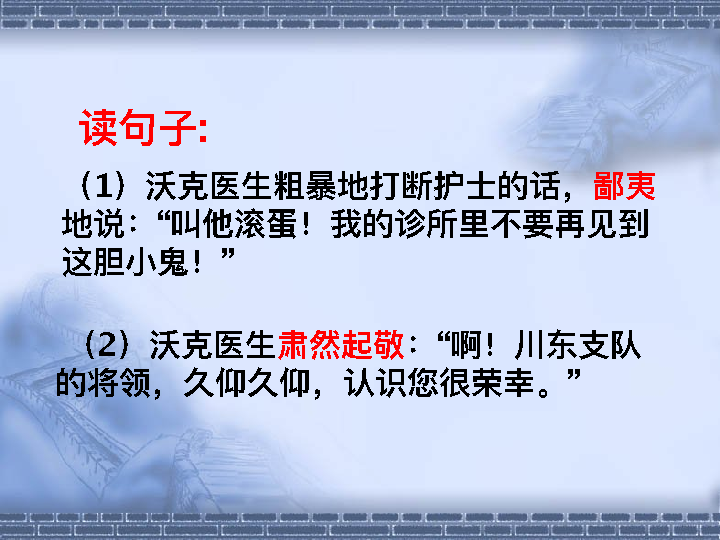 读句子:
（1）沃克医生粗暴地打断护士的话，鄙夷
地说：“叫他滚蛋！我的诊所里不要再见到
这胆小鬼！”
（2）沃克医生肃然起敬：“啊！川东支队
的将领，久仰久仰，认识您很荣幸。”